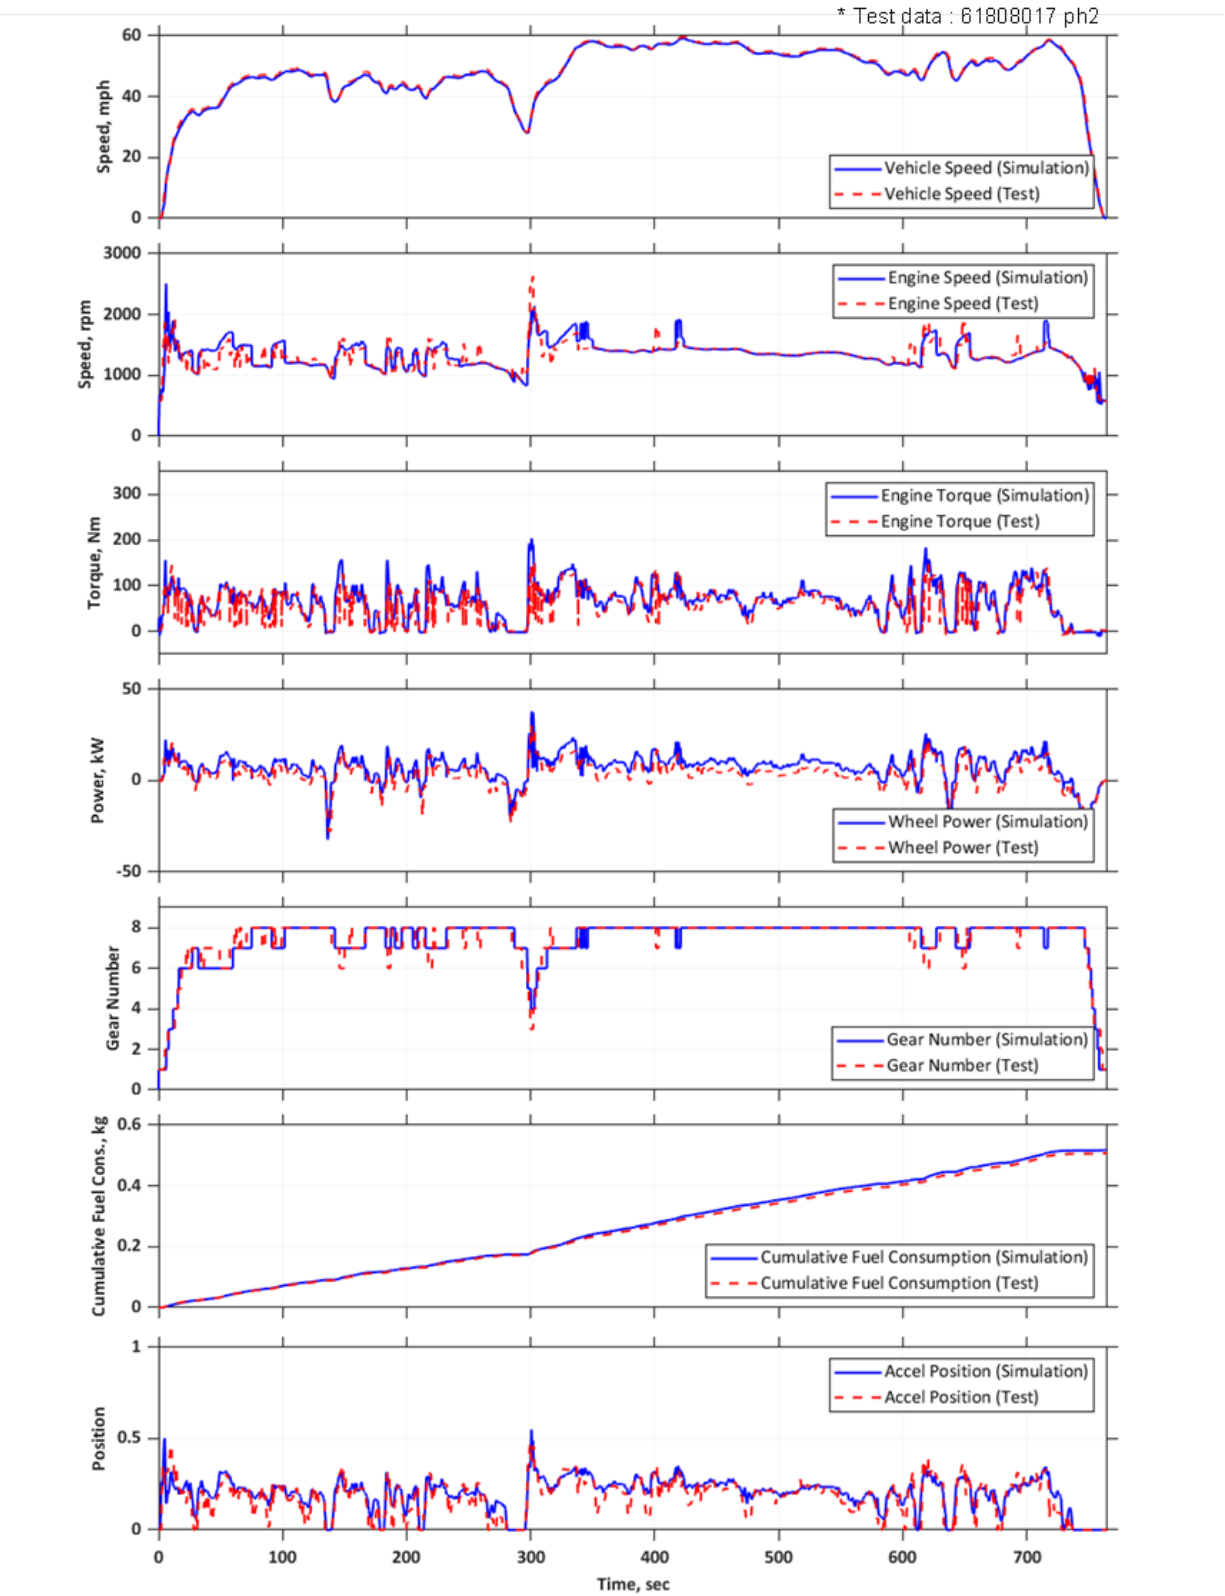 * Test data : 61808017 ph2
60
40
20
0
Speed, mph
Vehicle Speed (Simulation)
Vehicle Speed (Test)
3000
2000
1000
0
Speed, rpm
Engine Speed (Simulation)
Engine Speed (Test)
300
200
100
0
Torque, Nm
Engine Torque (Simulation)
Engine Torque (Test)
50
0
-50
Power, kW
Wheel Power (Simulation)
Wheel Power (Test)
8
6
4
2
0
Gear Number
Gear Number (Simulation)
Gear Number (Test)
0.6
0.4
0.2
0
Cumulative Fuel Cons., kg
Cumulative Fuel Consumption (Simulation)
Cumulative Fuel Consumption (Test)
1
0.5
0
Position
Accel Position (Simulation)
Accel Position (Test)
0 100 200 300 400 500 600 700
Time, sec